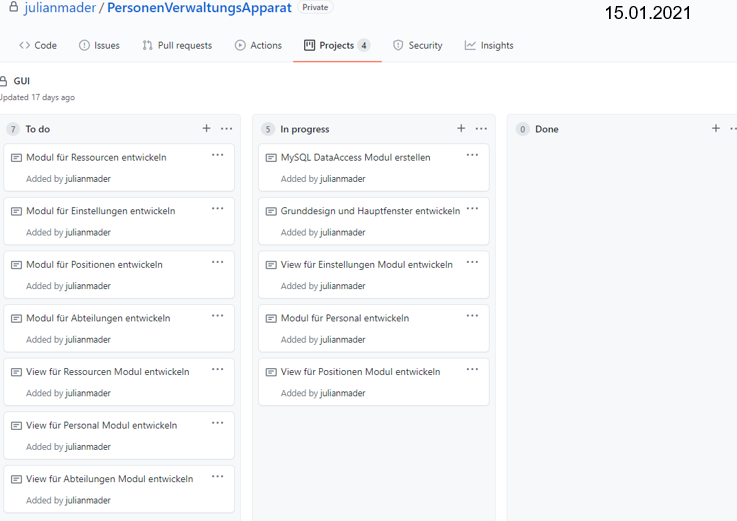 julianmader / PersonenVerwaltungsApparat Private
15.01.2021
Code Issues Pull requests Actions Projects 4 Security Insights
GUI
Updated 17 days ago
7 To do
Modul für Ressourcen entwickeln
Added by julianmader
Modul für Einstellungen entwickeln
Added by julianmader
Modul für Positionen entwickeln
Added by julianmader
Modul für Abteilungen entwickeln
Added by julianmader
View für Ressourcen Modul entwickeln
Added by julianmader
View für Personal Modul entwickeln
Added by julianmader
View für Abteilungen Modul entwickeln
Added by julianmader
5 In progress
MySQL DataAccess Modul erstellen
Added by julianmader
Grunddesign und Hauptfenster entwickeln
Added by julianmader
View für Einstellungen Modul entwickeln
Added by julianmader
Modul für Personal entwickeln
Added by julianmader
View für Positionen Modul entwickeln
Added by julianmader
0 Done